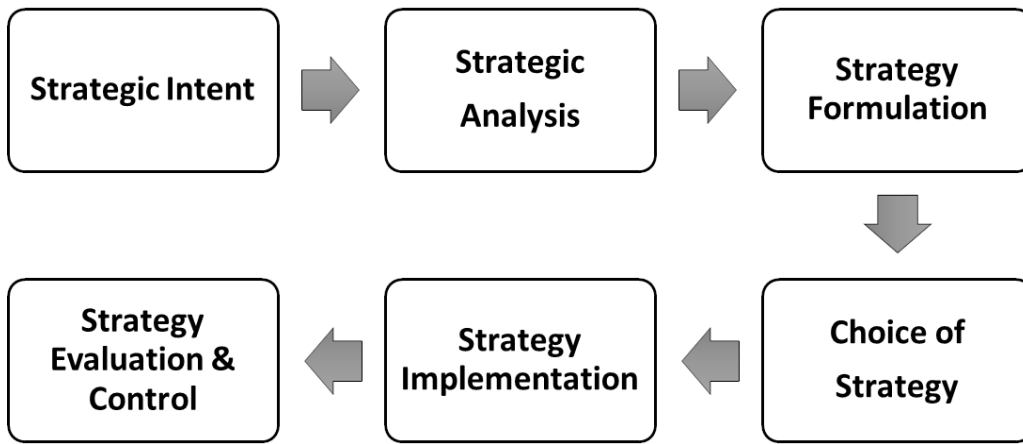 Strategic Intent
Strategic
Analysis
Strategy
Formulation
Choice of
Strategy
Strategy
Implementation
Strategy
Evaluation &
Control